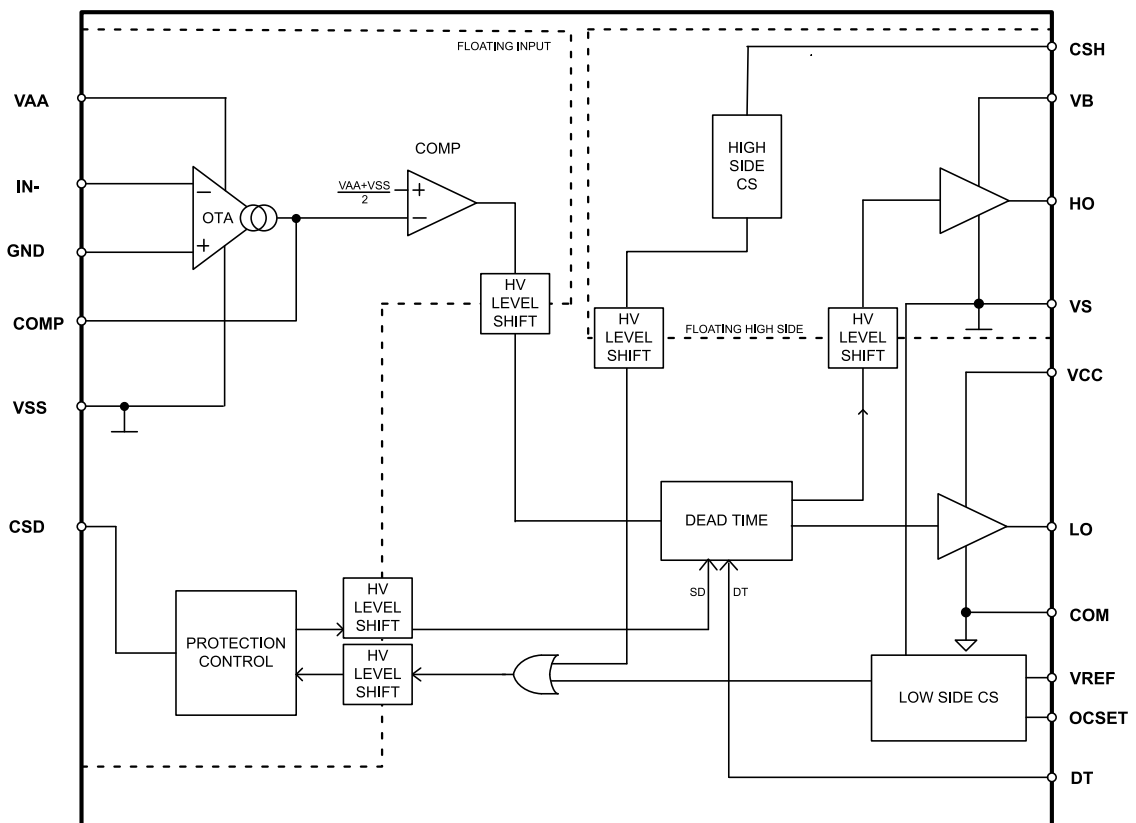 FLOATING INPUT
CSH
VAA
VB
HIGH
SIDE
CS
COMP
IN-
VAA+VSS
2
+
−
−
OTA
+
HO
GND
HV
LEVEL
SHIFT
COMP
VS
HV
LEVEL
SHIFT
FLOATING HIGH SIDE
HV
LEVEL
SHIFT
VCC
VSS
CSD
DEAD TIME
LO
SD
DT
HV
LEVEL
SHIFT
COM
PROTECTION
CONTROL
HV
LEVEL
SHIFT
LOW SIDE CS
VREF
OCSET
DT